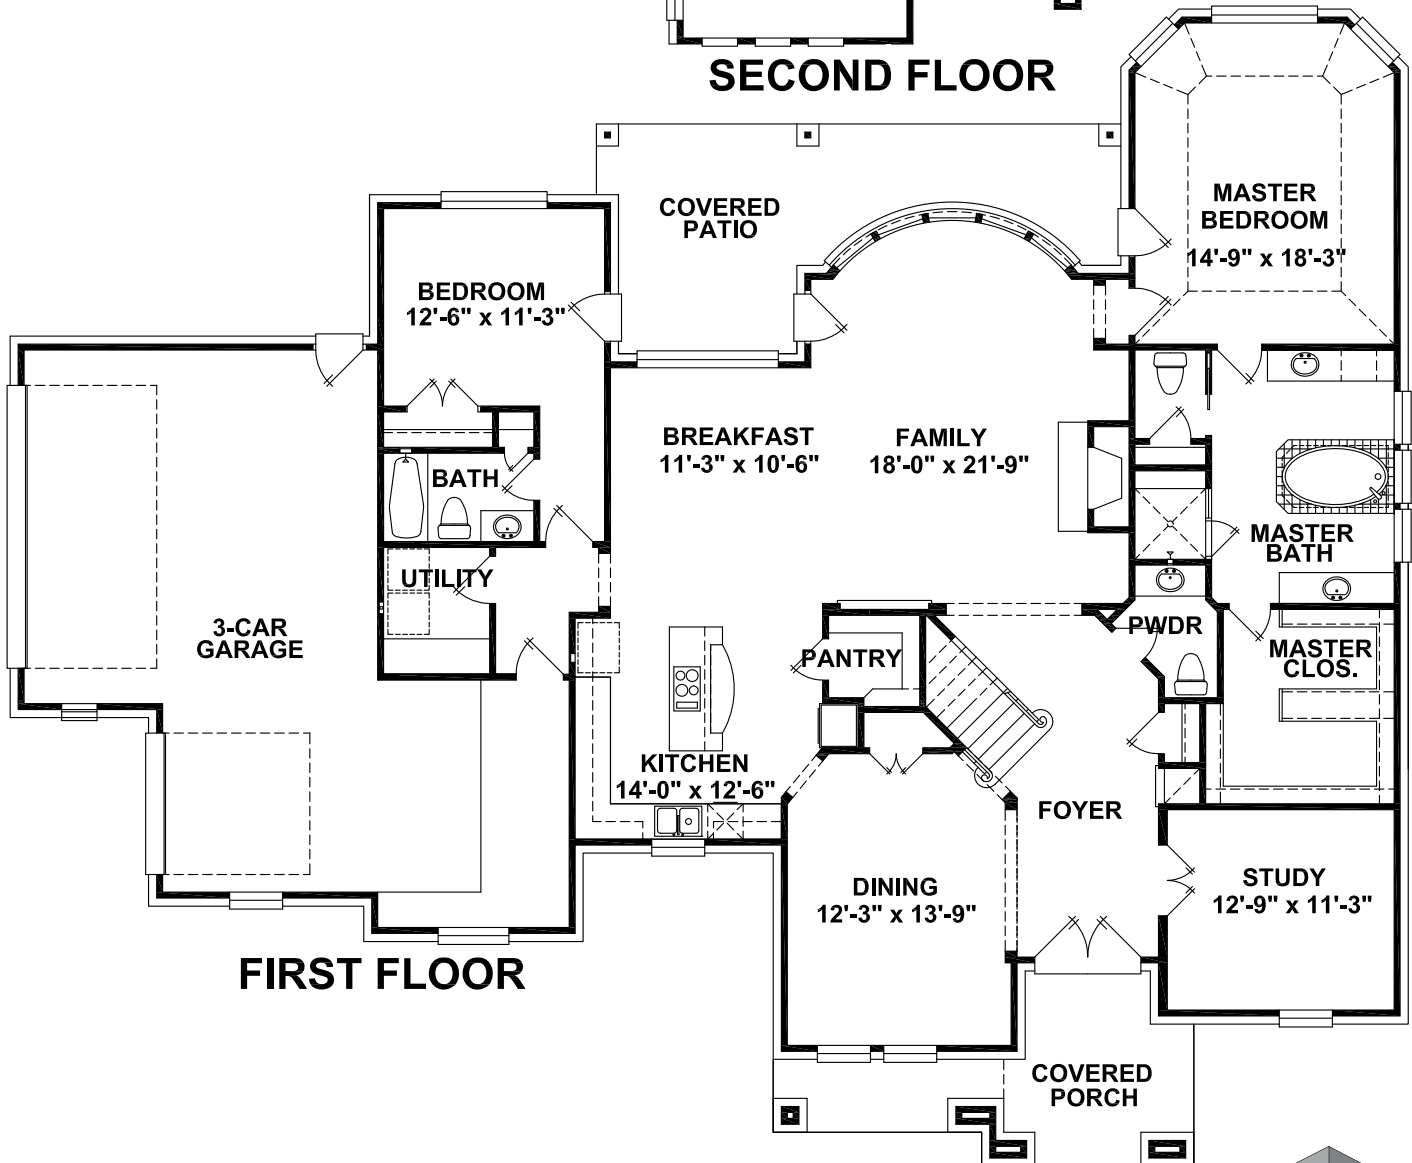 SECOND FLOOR
MASTER
BEDROOM
14'-9" x 18'-3"
COVERED
PATIO
BEDROOM
12'-6" x 11'-3"
BREAKFAST
11'-3" x 10'-6"
FAMILY
18'-0" x 21'-9"
BATH
MASTER
BATH
UTILITY
3-CAR
GARAGE
PANTRY
PWDR
MASTER
CLOS.
KITCHEN
14'-0" x 12'-6"
FOYER
DINING
12'-3" x 13'-9"
STUDY
12'-9" x 11'-3"
FIRST FLOOR
COVERED
PORCH